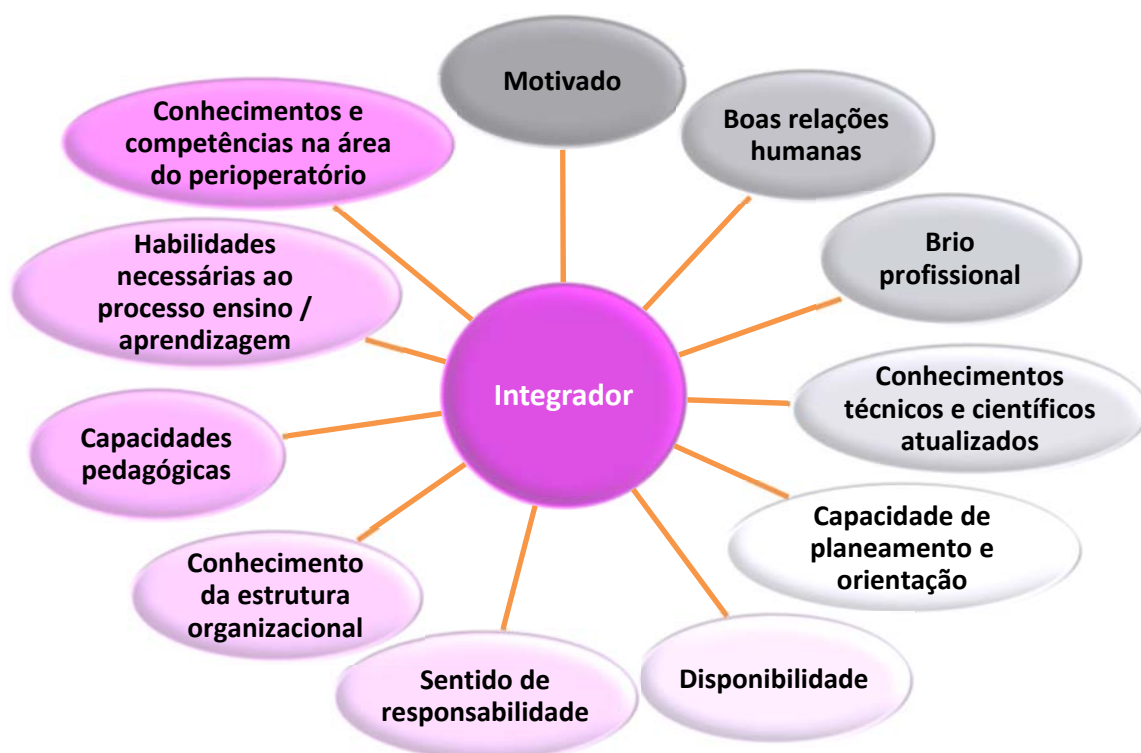 Motivado
Boas relações
humanas
Brio
profissional
Conhecimentos
técnicos e científicos
atualizados
Capacidade de
planeamento e
orientação
Disponibilidade
Sentido de
responsabilidade
Conhecimento
da estrutura
organizacional
Capacidades
pedagógicas
Habilidades
necessárias ao
processo ensino /
aprendizagem
Conhecimentos e
competências na área
do perioperatório
Integrador